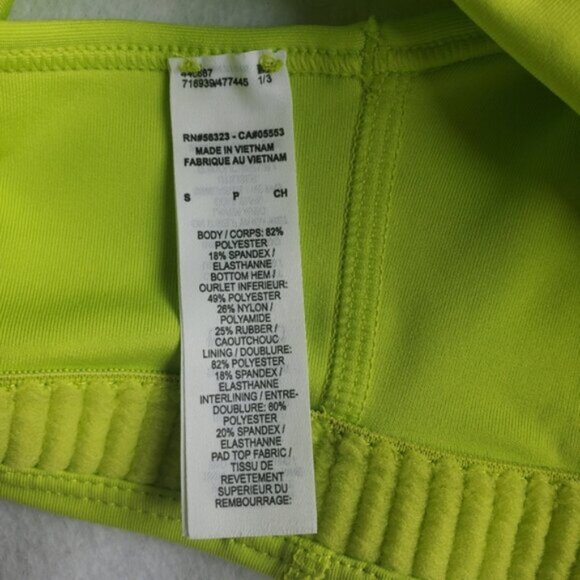 716939/477445 1/3
RN#56323 - CA#05553
MADE IN VIETNAM
FABRIQUE AU VIETNAM
S P CH
BODY / CORPS: 82%
POLYESTER
18% SPANDEX /
ELASTHANNE
BOTTOM HEM /
OURLET INFERIEUR:
49% POLYESTER
26% NYLON /
POLYAMIDE
25% RUBBER /
CAOUTCHOUC
LINING / DOUBLURE:
82% POLYESTER
18% SPANDEX /
ELASTHANNE
INTERLINING / ENTRE-
DOUBLURE: 80%
POLYESTER
20% SPANDEX /
ELASTHANNE
PAD TOP FABRIC /
TISSU DE
REVETEMENT
SUPERIEUR DU
REMBOURRAGE: